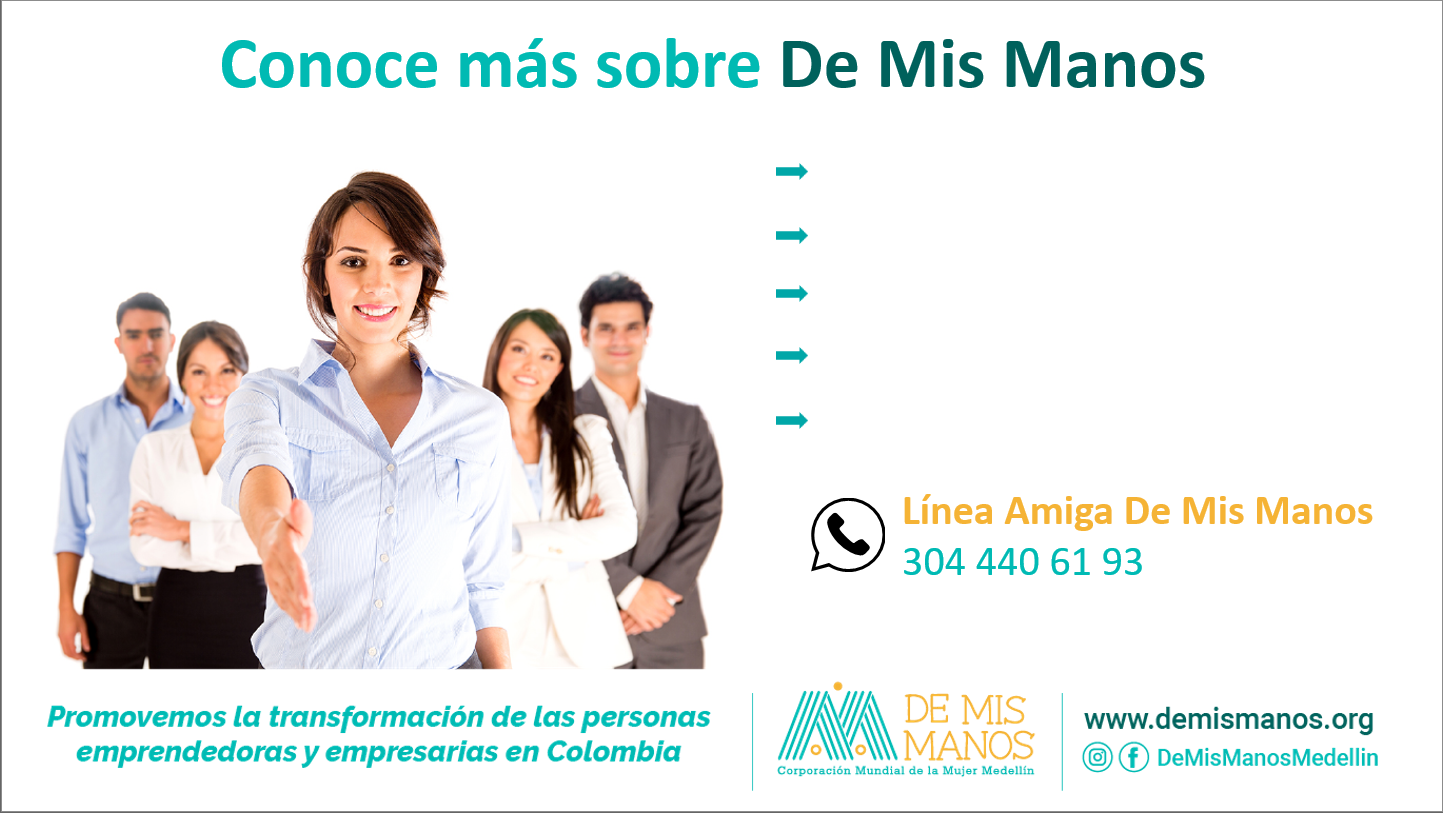 Conoce más sobre De Mis Manos
Línea Amiga De Mis Manos
304 440 61 93
Promovemos la transformación de las personas
emprendedoras y empresarias en Colombia
DE MIS
MANOS
Corporación Mundial de la Mujer Medellín
www.demismanos.org
DeMisManosMedellin